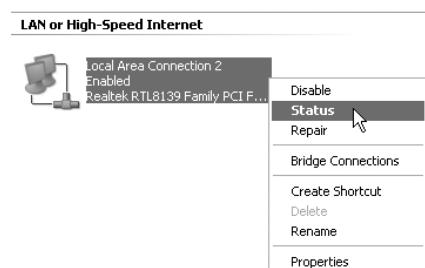 LAN or High-Speed Internet
Local Area Connection 2
Enabled
Realtek RTL8139 Family PCI F...
Disable
Status
Repair
Bridge Connections
Create Shortcut
Delete
Rename
Properties